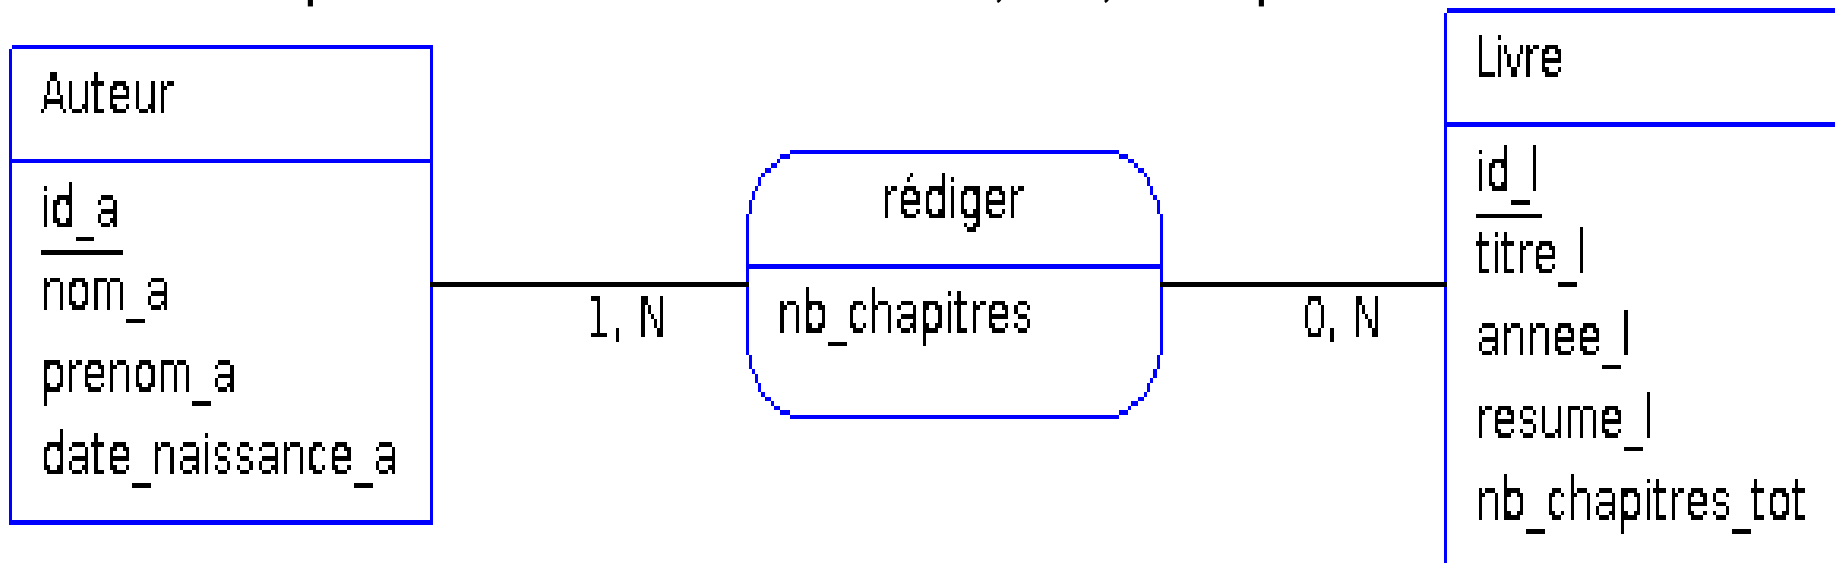 Auteur
id_a
nom_a
prenom_a
date_naissance_a
1, N
rédiger
nb_chapitres
0, N
Livre
id_l
titre_l
annee_l
resume_l
nb_chapitres_tot